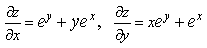 ∂z/∂x = e^y + ye^x, ∂z/∂y = xe^y + e^x